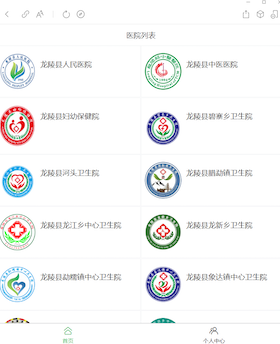 医院列表
龙陵县人民医院
龙陵县中医医院
龙陵县妇幼保健院
龙陵县碧寨乡卫生院
龙陵县河头卫生院
龙陵县腊勐镇卫生院
龙陵县龙江乡中心卫生院
龙陵县龙新乡卫生院
龙陵县勐糯镇中心卫生院
龙陵县象达镇中心卫生院
首页
个人中心